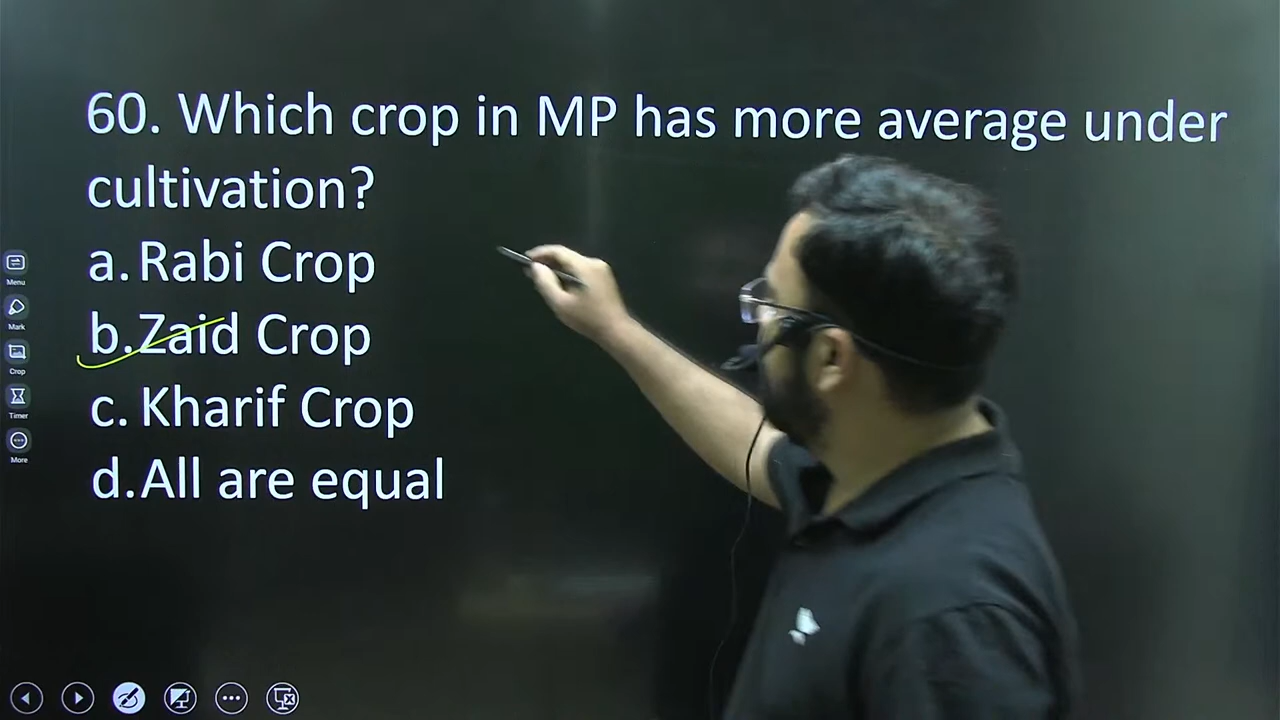 60. Which crop in MP has more average under
cultivation?
a. Rabi Crop
b. Zaid Crop
c. Kharif Crop
d. All are equal
Menu
Mark
Crop
Timer
More